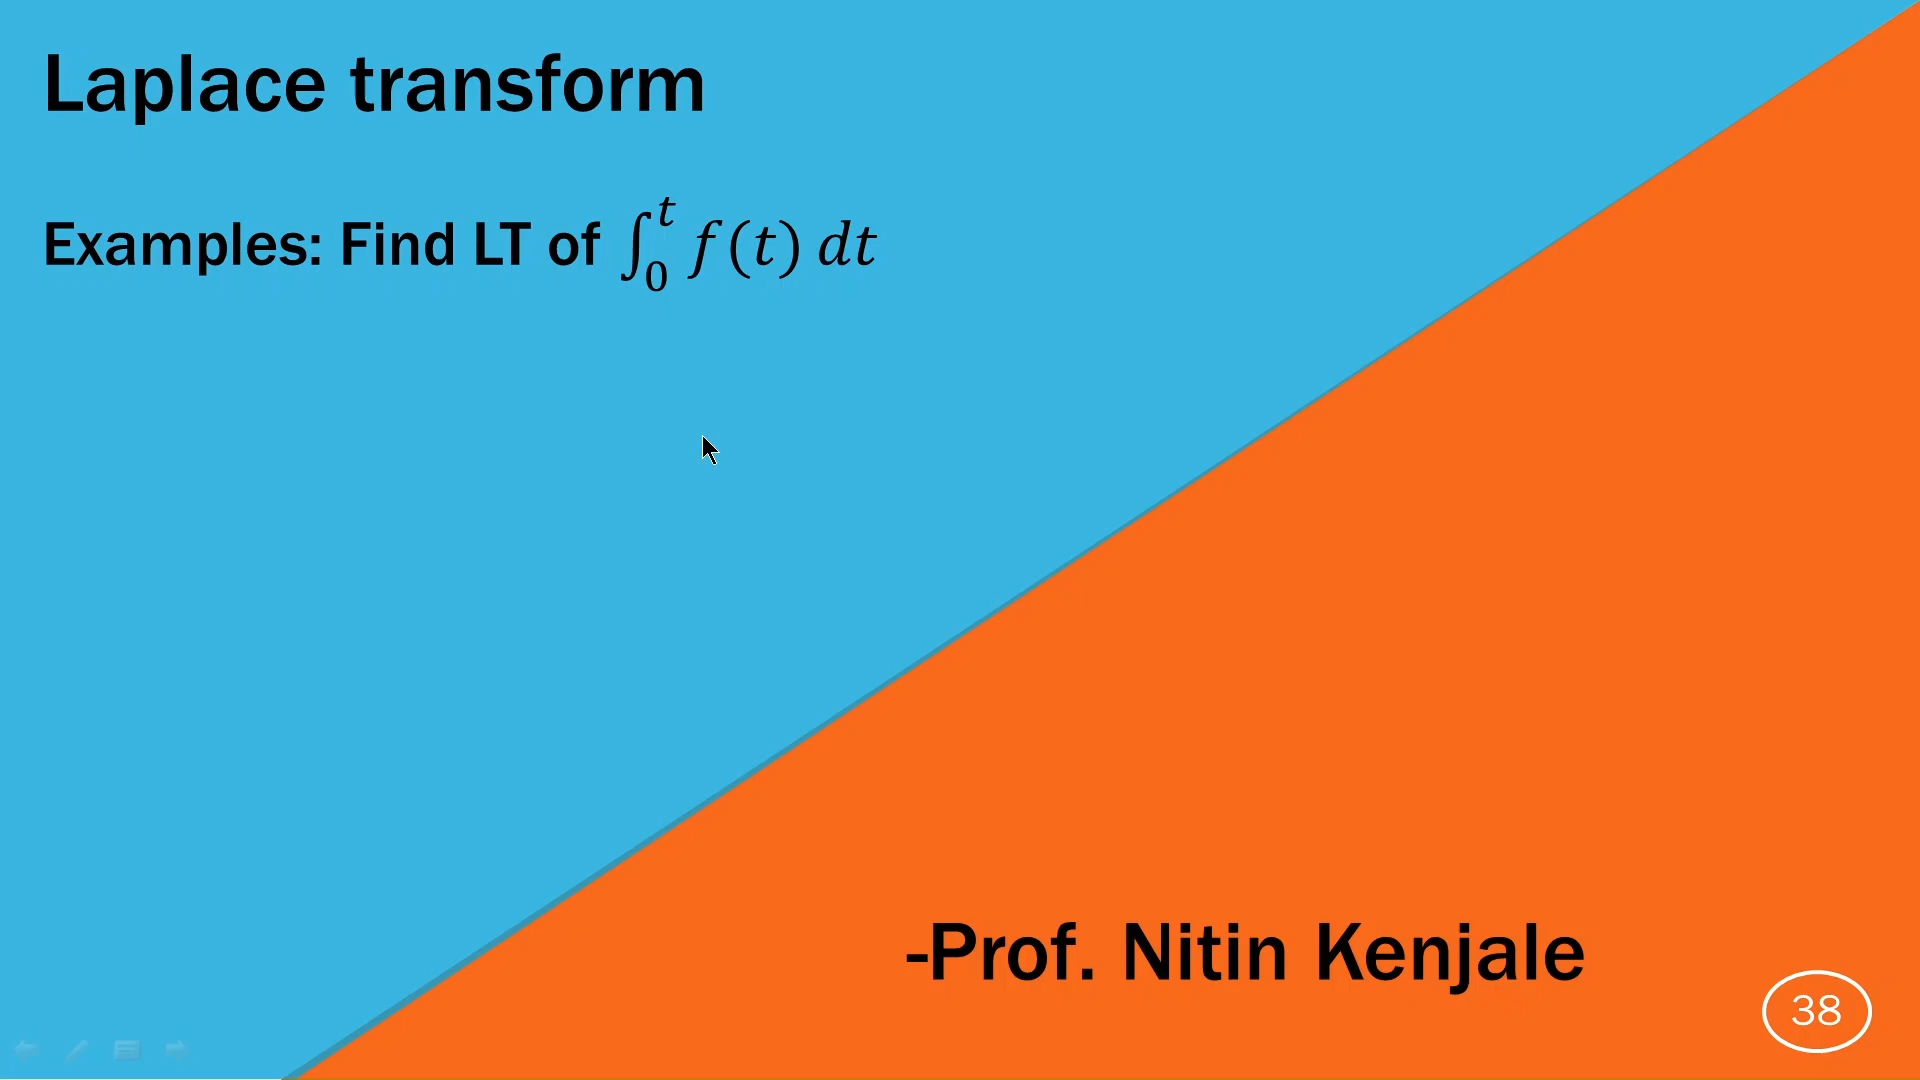 Laplace transform
Examples: Find LT of ∫₀ᵗ f(t) dt
-Prof. Nitin Kenjale
38